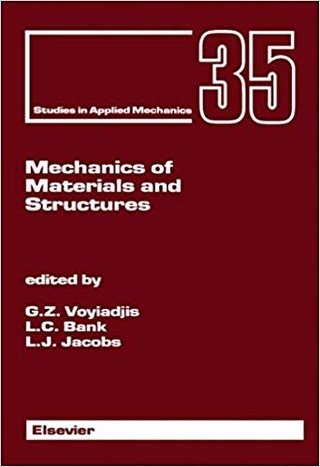 35
Studies in Applied Mechanics
Mechanics of
Materials and
Structures
edited by
G.Z. Voyiadjis
L.C. Bank
L.J. Jacobs
Elsevier